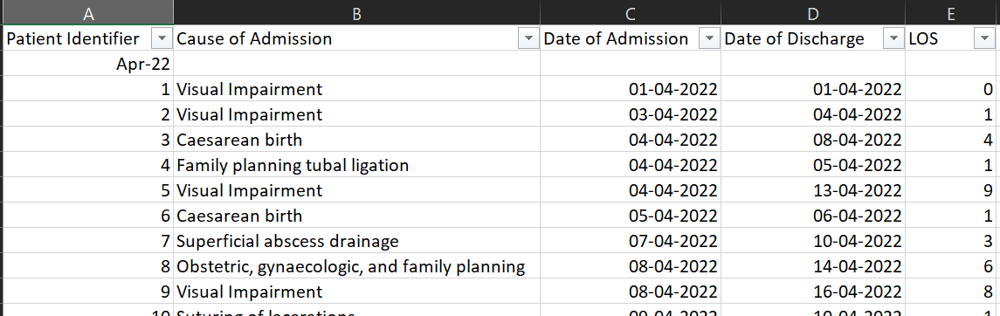 A B C D E
Patient Identifier Cause of Admission Date of Admission Date of Discharge LOS
Apr-22
1 Visual Impairment 01-04-2022 01-04-2022 0
2 Visual Impairment 03-04-2022 04-04-2022 1
3 Caesarean birth 04-04-2022 08-04-2022 4
4 Family planning tubal ligation 04-04-2022 05-04-2022 1
5 Visual Impairment 04-04-2022 13-04-2022 9
6 Caesarean birth 05-04-2022 06-04-2022 1
7 Superficial abscess drainage 07-04-2022 10-04-2022 3
8 Obstetric, gynaecologic, and family planning 08-04-2022 14-04-2022 6
9 Visual Impairment 08-04-2022 16-04-2022 8
10 Suturing of lacerations 09-04-2022 10-04-2022 1